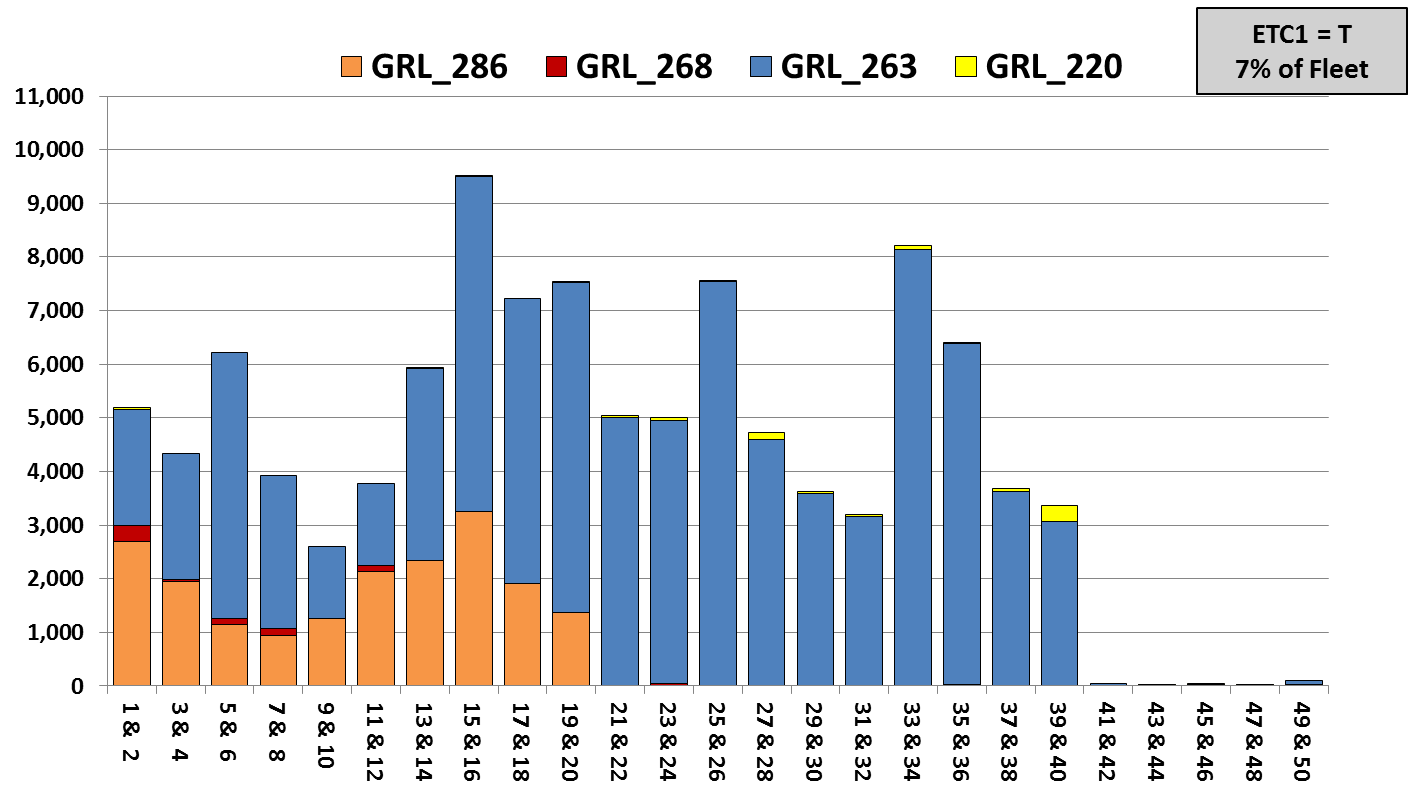 ETC1 = T
7% of Fleet
GRL_286 GRL_268 GRL_263 GRL_220
11,000
10,000
9,000
8,000
7,000
6,000
5,000
4,000
3,000
2,000
1,000
0
1 & 2
3 & 4
5 & 6
7 & 8
9 & 10
11 & 12
13 & 14
15 & 16
17 & 18
19 & 20
21 & 22
23 & 24
25 & 26
27 & 28
29 & 30
31 & 32
33 & 34
35 & 36
37 & 38
39 & 40
41 & 42
43 & 44
45 & 46
47 & 48
49 & 50